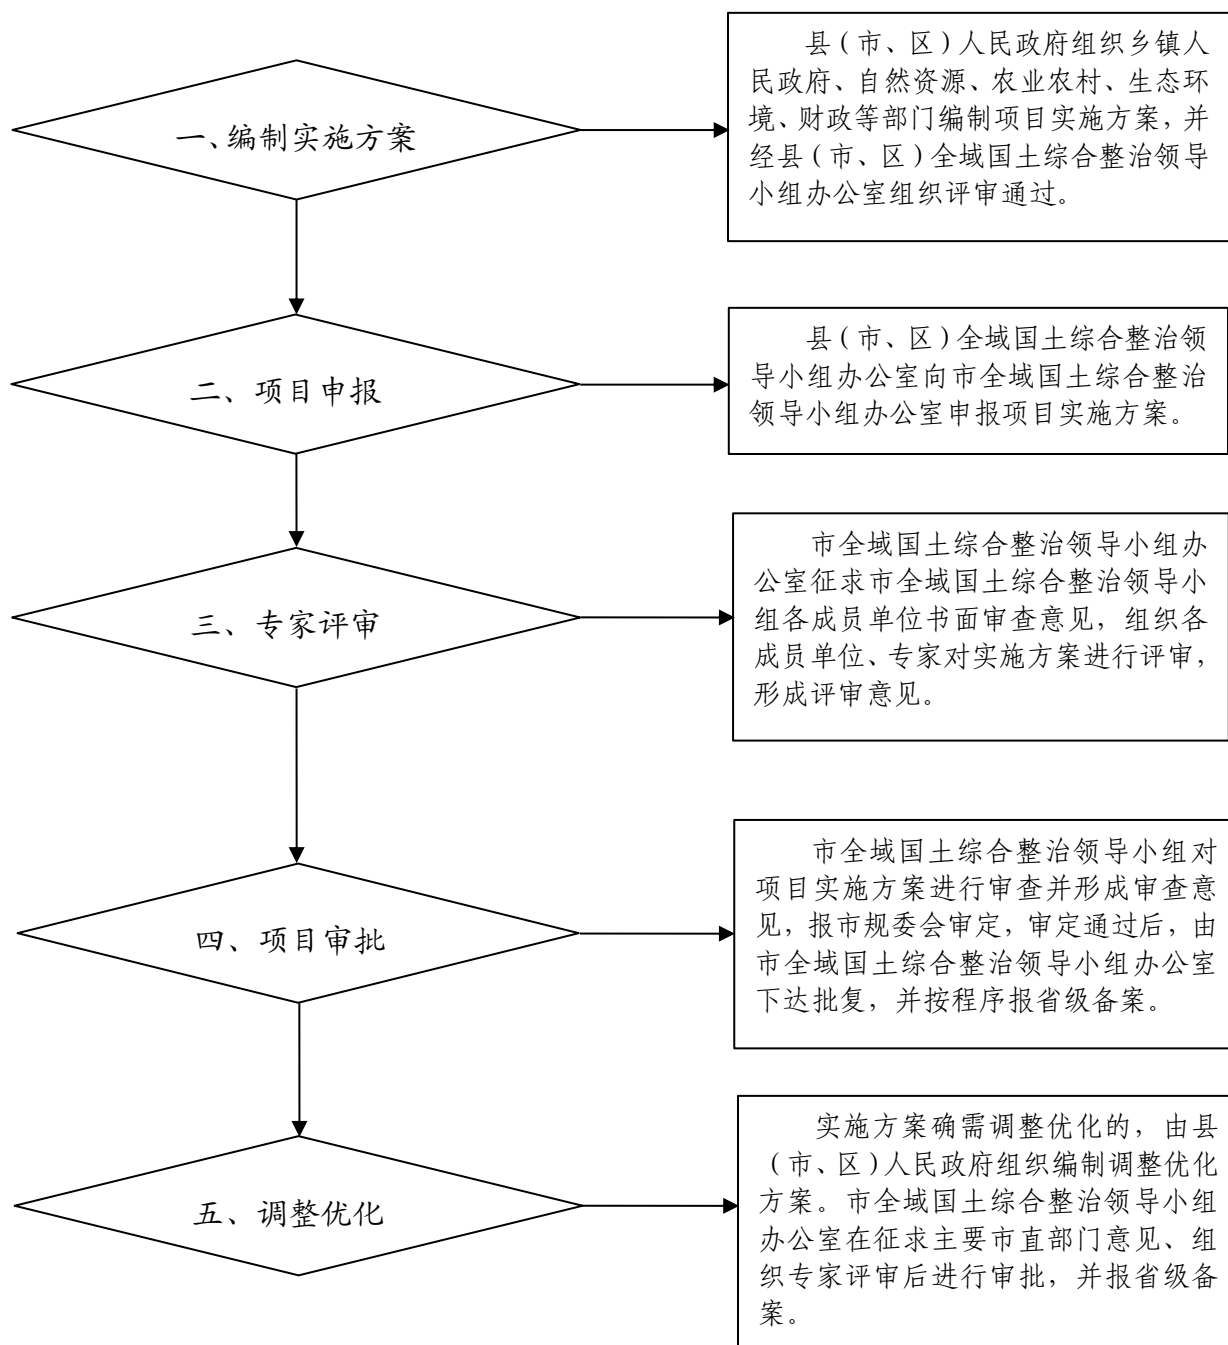 一、编制实施方案
县（市、区）人民政府组织乡镇人
民政府、自然资源、农业农村、生态环
境、财政等部门编制项目实施方案，并
经县（市、区）全域国土综合整治领导
小组办公室组织评审通过。
二、项目申报
县（市、区）全域国土综合整治领
导小组办公室向市全域国土综合整治
领导小组办公室申报项目实施方案。
三、专家评审
市全域国土综合整治领导小组办
公室征求市全域国土综合整治领导小
组各成员单位书面审查意见，组织各
成员单位、专家对实施方案进行评审，
形成评审意见。
四、项目审批
市全域国土综合整治领导小组对
项目实施方案进行审查并形成审查意
见，报市规委会审定，审定通过后，由
市全域国土综合整治领导小组办公室
下达批复，并按程序报省级备案。
五、调整优化
实施方案确需调整优化的，由县
（市、区）人民政府组织编制调整优化
方案。市全域国土综合整治领导小组
办公室在征求主要市直部门意见、组
织专家评审后进行审批，并报省级备
案。